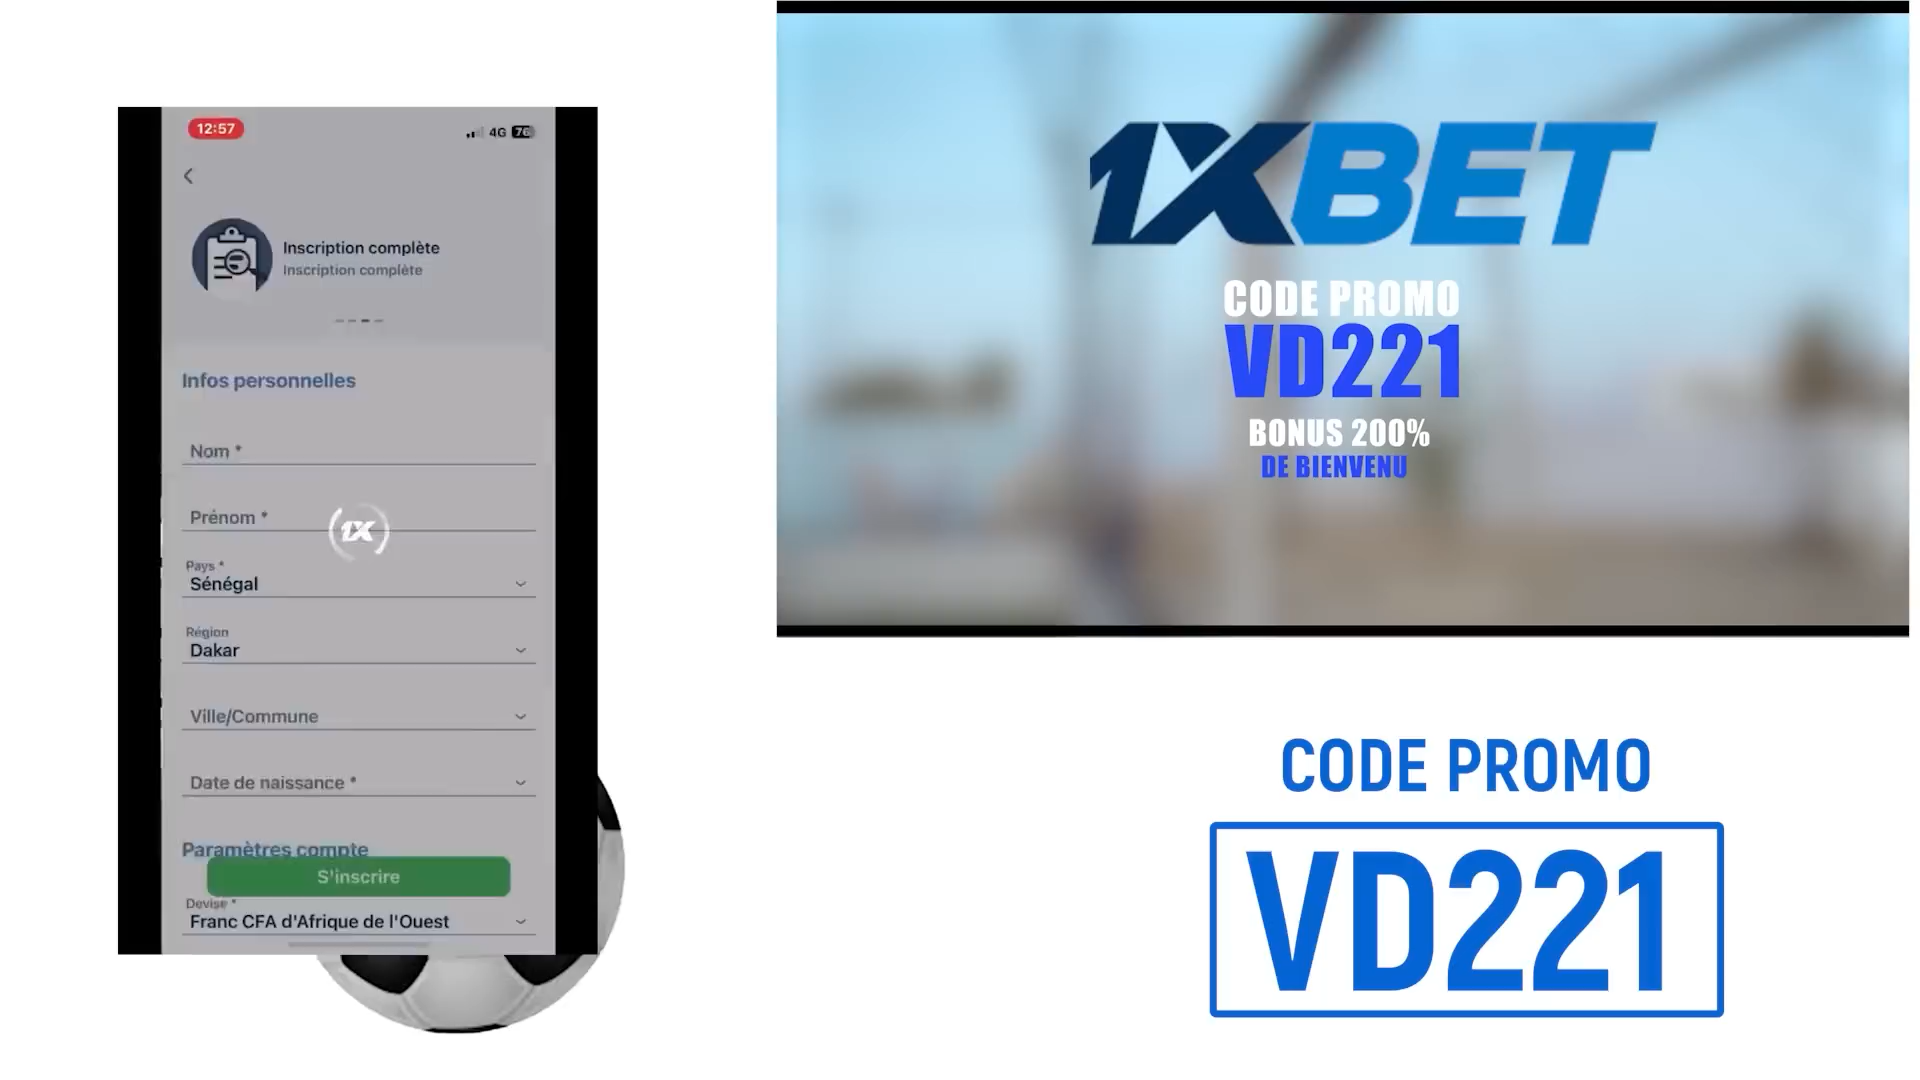 12:57
4G 76
Inscription complète
Inscription complète
Infos personnelles
Nom *
Prénom *
1X
Pays *
Sénégal
Région
Dakar
Ville/Commune
Date de naissance *
Paramètres compte
S'inscrire
Devise *
Franc CFA d'Afrique de l'Ouest
1XBET
CODE PROMO
VD221
BONUS 200%
DE BIENVENU
CODE PROMO
VD221